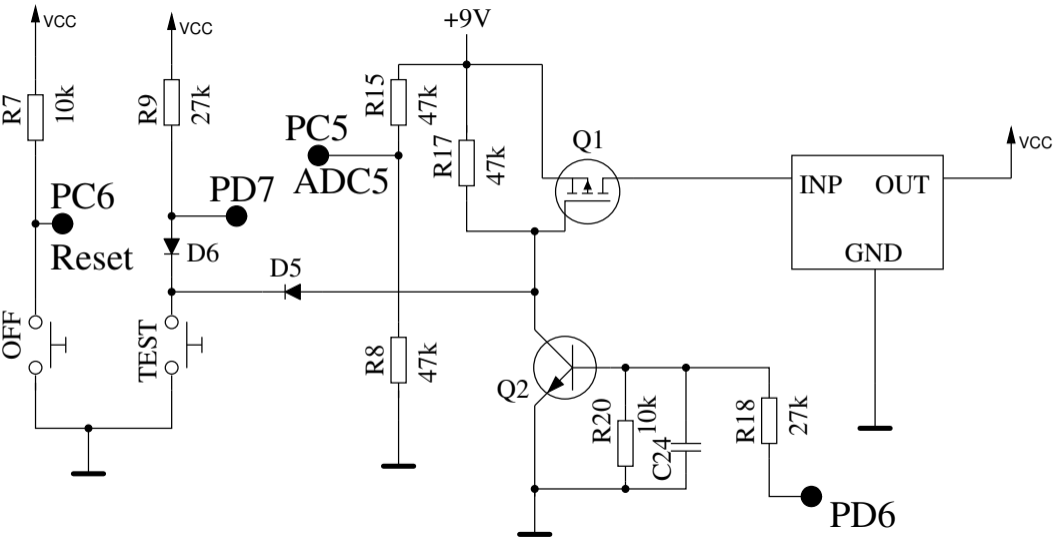 +9V
VCC
VCC
R7
10k
R9
27k
R15
47k
PC5
ADC5
R17
47k
Q1
VCC
INP
OUT
GND
PC6
Reset
PD7
D6
D5
OFF
TEST
R8
47k
Q2
R20
10k
C24
R18
27k
PD6